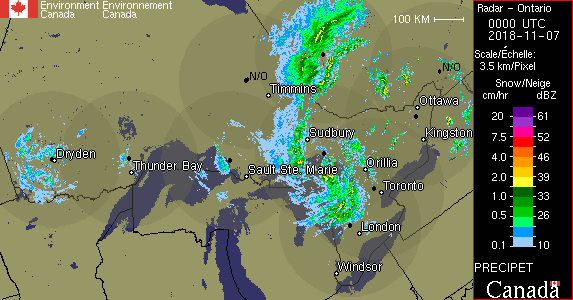 Environment Environnement
Canada Canada
100 KM
N/O
N/O
Timmins
Ottawa
Sudbury
Kingston
Dryden
Thunder Bay
Sault Ste. Marie
Orillia
Toronto
London
Windsor
Radar - Ontario
0000 UTC
2018-11-07
Scale/Échelle:
3.5 km/Pixel
Snow/Neige
cm/hr dBZ
20 61
7.5 52
4.0 46
2.0 39
1.0 33
0.5 26
0.1 10
PRECIPET
Canada